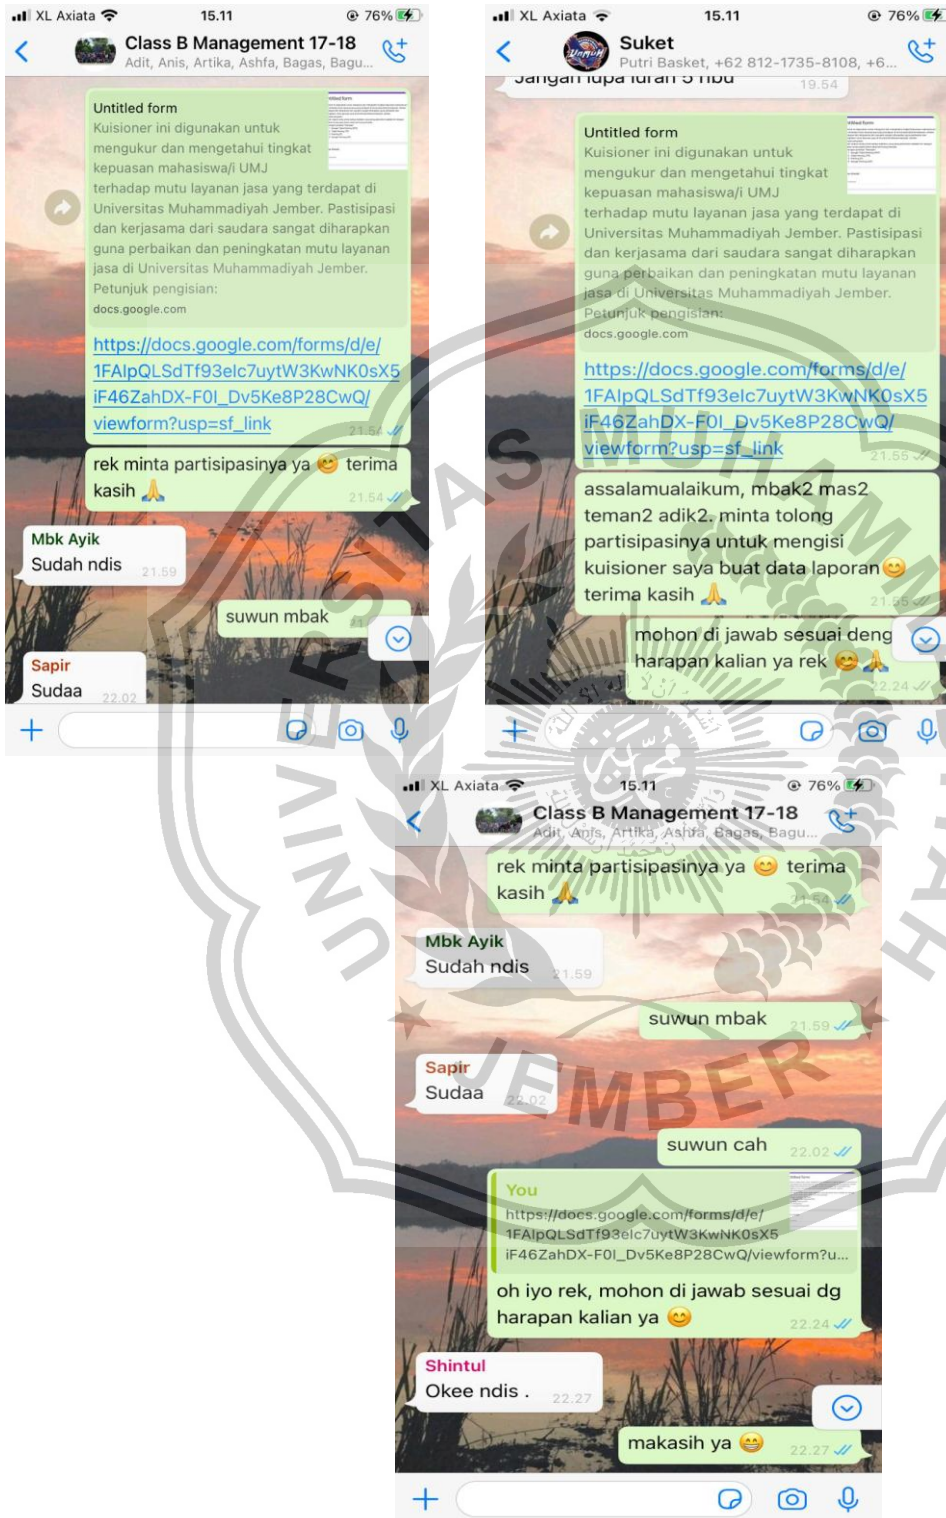 XL Axiata 15.11 76%
Class B Management 17-18
Adit, Anis, Artika, Ashfa, Bagas, Bagu...
Untitled form
Kuisioner ini digunakan untuk
mengukur dan mengetahui tingkat
kepuasan mahasiswa/i UMJ
terhadap mutu layanan jasa yang terdapat di
Universitas Muhammadiyah Jember. Pastisipasi
dan kerjasama dari saudara sangat diharapkan
guna perbaikan dan peningkatan mutu layanan
jasa di Universitas Muhammadiyah Jember.
Petunjuk pengisian:
docs.google.com
https://docs.google.com/forms/d/e/
1FAIpQLSdTf93elc7uytW3KwNK0sX5
iF46ZahDX-F0I_Dv5Ke8P28CwQ/
viewform?usp=sf_link
21.54
rek minta partisipasinya ya 😊 terima
kasih 🙏
21.54
Mbk Ayik
Sudah ndis
21.59
suwun mbak
Sapir
Sudaa
22.02
XL Axiata 15.11 76%
Suket
Putri Basket, +62 812-1735-8108, +6...
Jangan lupa iuran 5 ribu
19.54
Untitled form
Kuisioner ini digunakan untuk
mengukur dan mengetahui tingkat
kepuasan mahasiswa/i UMJ
terhadap mutu layanan jasa yang terdapat di
Universitas Muhammadiyah Jember. Pastisipasi
dan kerjasama dari saudara sangat diharapkan
guna perbaikan dan peningkatan mutu layanan
jasa di Universitas Muhammadiyah Jember.
Petunjuk pengisian:
docs.google.com
https://docs.google.com/forms/d/e/
1FAIpQLSdTf93elc7uytW3KwNK0sX5
iF46ZahDX-F0I_Dv5Ke8P28CwQ/
viewform?usp=sf_link
21.55
assalamualaikum, mbak2 mas2
teman2 adik2. minta tolong
partisipasinya untuk mengisi
kuisioner saya buat data laporan😊
terima kasih 🙏
21.55
mohon di jawab sesuai deng
harapan kalian ya rek 😊🙏
22.24
XL Axiata 15.11 76%
Class B Management 17-18
Adit, Anis, Artika, Ashfa, Bagas, Bagu...
rek minta partisipasinya ya 😊 terima
kasih 🙏
21.54
Mbk Ayik
Sudah ndis
21.59
suwun mbak
21.59
Sapir
Sudaa
22.02
suwun cah
22.02
You
https://docs.google.com/forms/d/e/
1FAIpQLSdTf93elc7uytW3KwNK0sX5
iF46ZahDX-F0I_Dv5Ke8P28CwQ/viewform?u...
oh iyo rek, mohon di jawab sesuai dg
harapan kalian ya 😊
22.24
Shintul
Okee ndis .
22.27
makasih ya 😁
22.27
UNIVERSITAS MUHAMMADIYAH
JEMBER